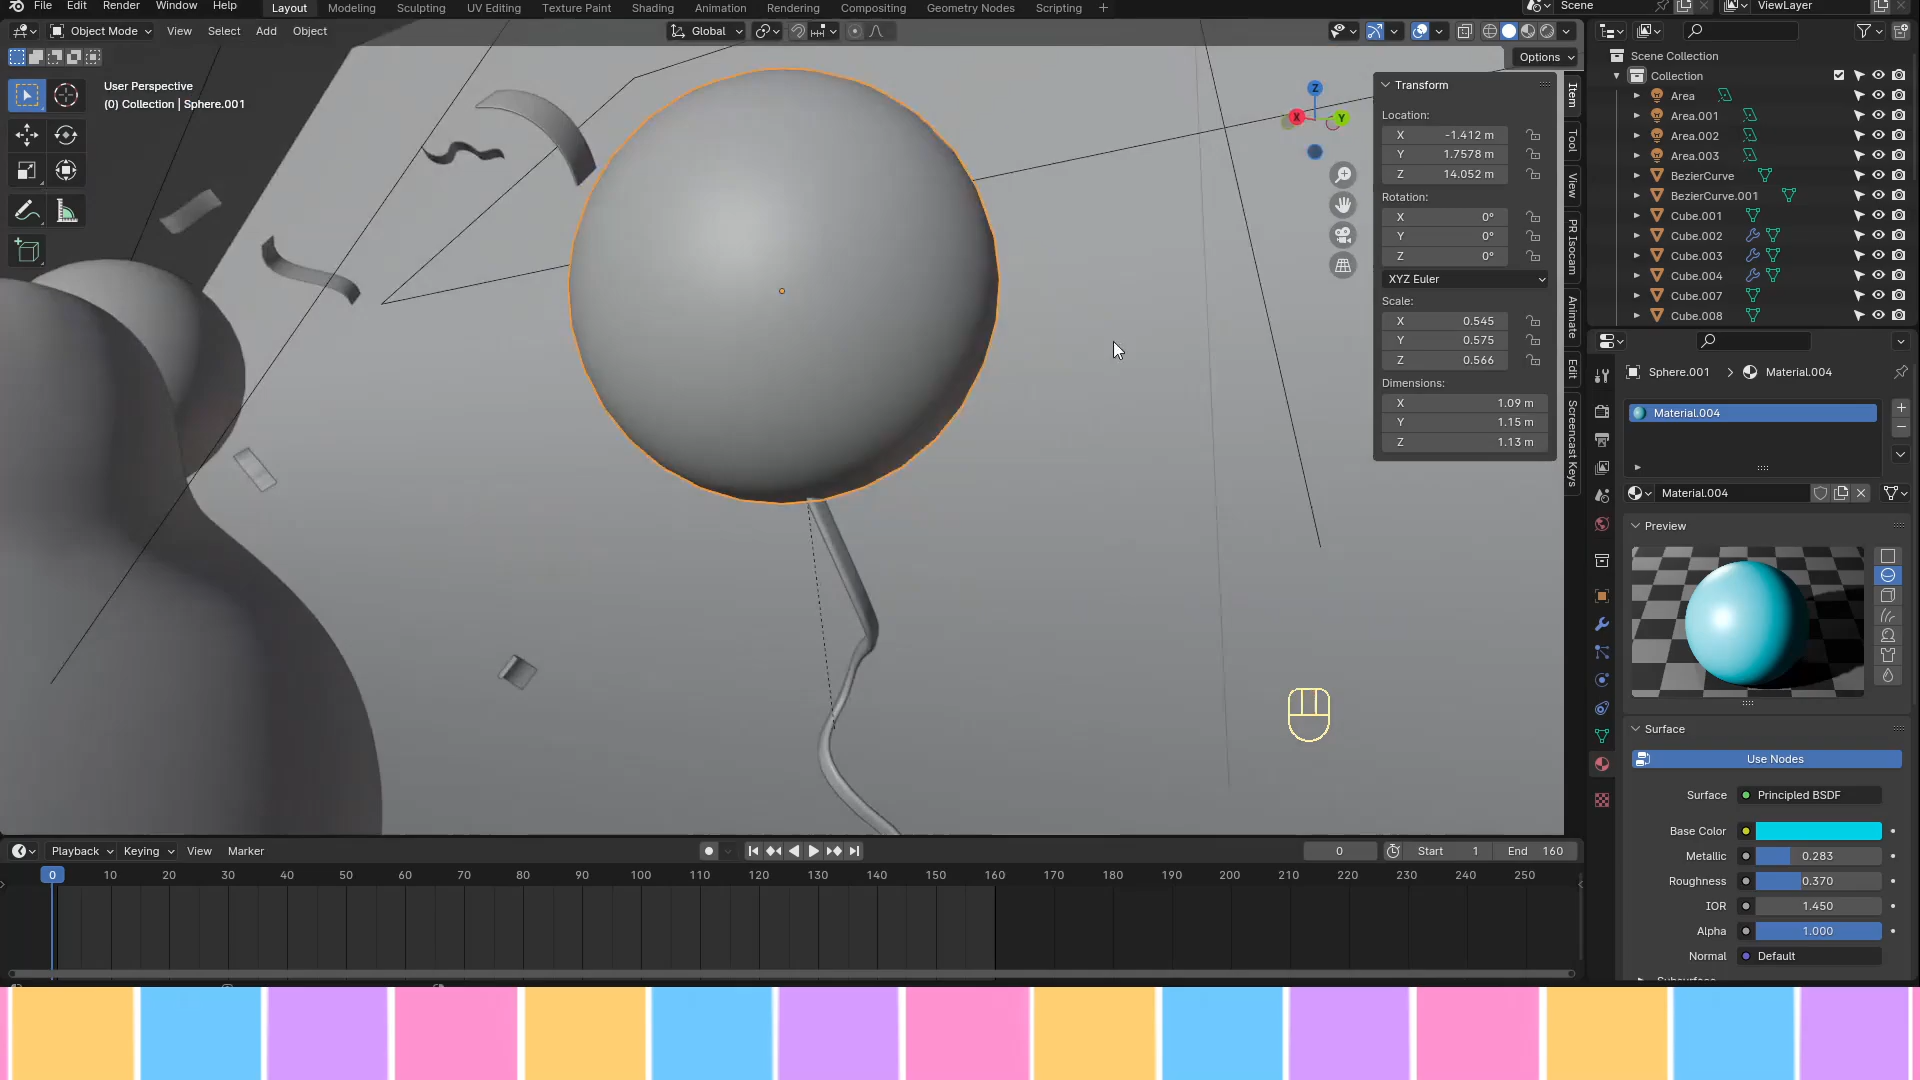 File Edit Render Window Help Layout Modeling Sculpting UV Editing Texture Paint Shading Animation Rendering Compositing Geometry Nodes Scripting + Scene ViewLayer
Object Mode View Select Add Object Global
Options
User Perspective
(0) Collection | Sphere.001
Z
X
Y
Transform
Location:
X -1.412 m
Y 1.7578 m
Z 14.052 m
Rotation:
X 0°
Y 0°
Z 0°
XYZ Euler
Scale:
X 0.545
Y 0.575
Z 0.566
Dimensions:
X 1.09 m
Y 1.15 m
Z 1.13 m
Item
Tool
View
PR Isocam
Animate
Edit
Screencast Keys
Scene Collection
Collection
Area
Area.001
Area.002
Area.003
BezierCurve
BezierCurve.001
Cube.001
Cube.002
Cube.003
Cube.004
Cube.007
Cube.008
Sphere.001 > Material.004
Material.004
Material.004
Preview
Surface
Use Nodes
Surface Principled BSDF
Base Color
Metallic 0.283
Roughness 0.370
IOR 1.450
Alpha 1.000
Normal Default
Playback Keying View Marker 0 Start 1 End 160
0 10 20 30 40 50 60 70 80 90 100 110 120 130 140 150 160 170 180 190 200 210 220 230 240 250